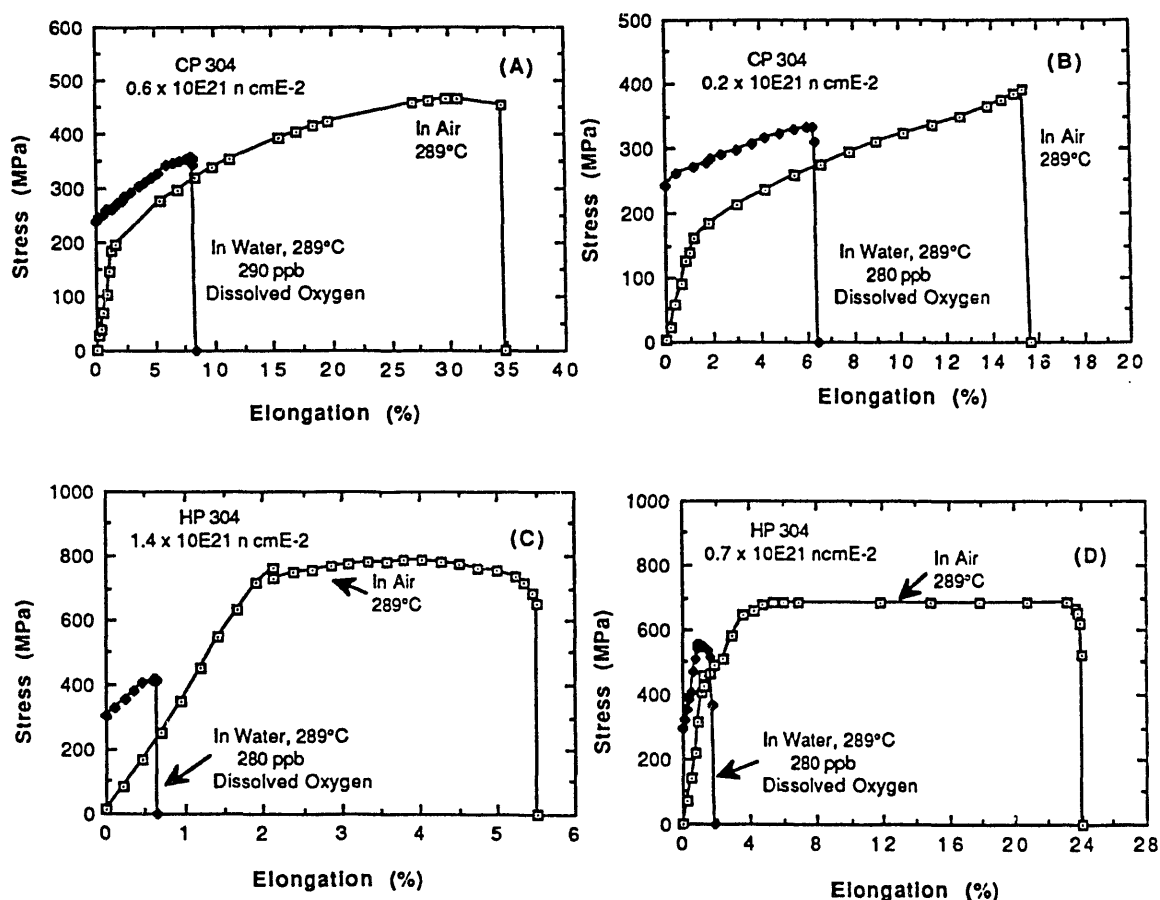 CP 304
0.6 x 10E21 n cmE-2
(A)
In Air
289°C
In Water, 289°C
290 ppb
Dissolved Oxygen
Stress (MPa)
600
500
400
300
200
100
0
0 5 10 15 20 25 30 35 40
Elongation (%)
CP 304
0.2 x 10E21 n cmE-2
(B)
In Air
289°C
In Water, 289°C
280 ppb
Dissolved Oxygen
Stress (MPa)
500
400
300
200
100
0
0 2 4 6 8 10 12 14 16 18 20
Elongation (%)
HP 304
1.4 x 10E21 n cmE-2
(C)
In Air
289°C
In Water, 289°C
280 ppb
Dissolved Oxygen
Stress (MPa)
1000
800
600
400
200
0
0 1 2 3 4 5 6
Elongation (%)
HP 304
0.7 x 10E21 ncmE-2
(D)
In Air
289°C
In Water, 289°C
280 ppb
Dissolved Oxygen
Stress (MPa)
1000
800
600
400
200
0
0 4 8 12 16 20 24 28
Elongation (%)